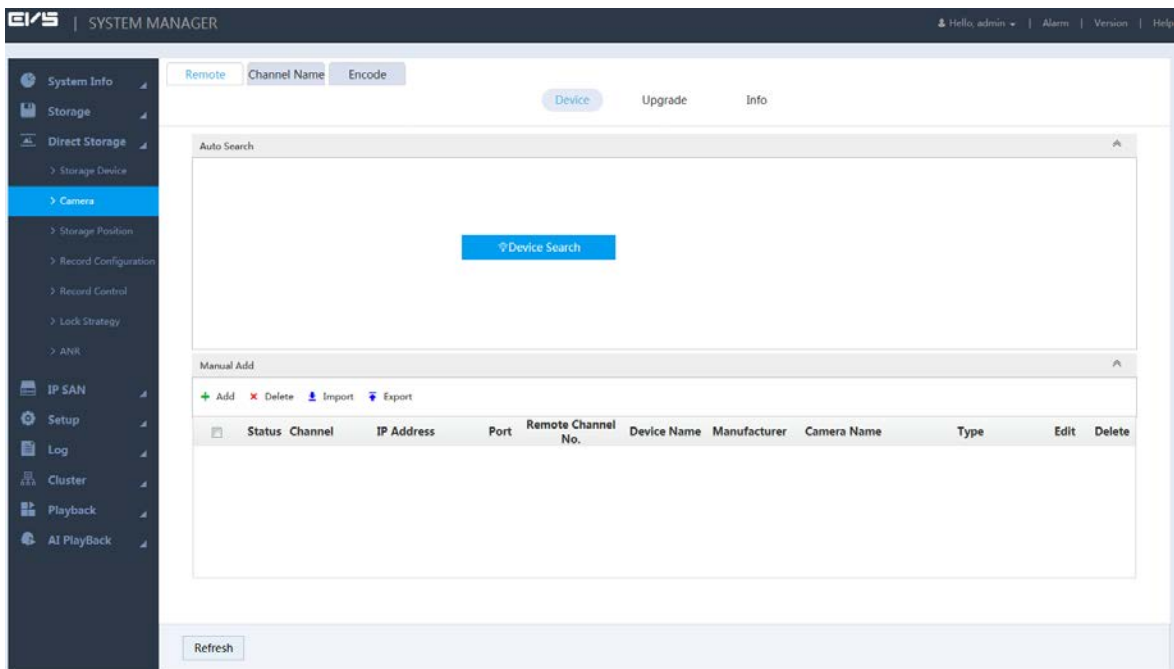 EVS | SYSTEM MANAGER
Hello, admin | Alarm | Version | Help
System Info
Storage
Direct Storage
> Storage Device
> Camera
> Storage Position
> Record Configuration
> Record Control
> Lock Strategy
> ANR
IP SAN
Setup
Log
Cluster
Playback
AI PlayBack
Remote Channel Name Encode
Device Upgrade Info
Auto Search
Device Search
Manual Add
Add Delete Import Export
Status Channel IP Address Port Remote Channel No. Device Name Manufacturer Camera Name Type Edit Delete
Refresh